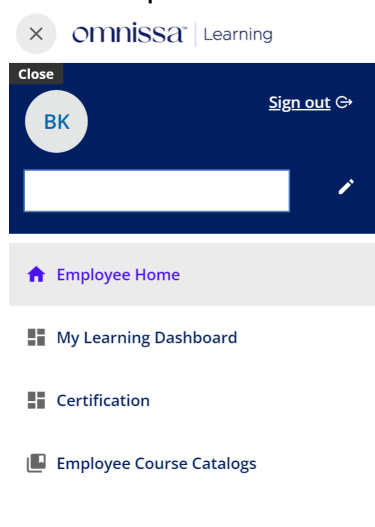 omnissa™ | Learning
Close
Sign out
BK
Employee Home
My Learning Dashboard
Certification
Employee Course Catalogs